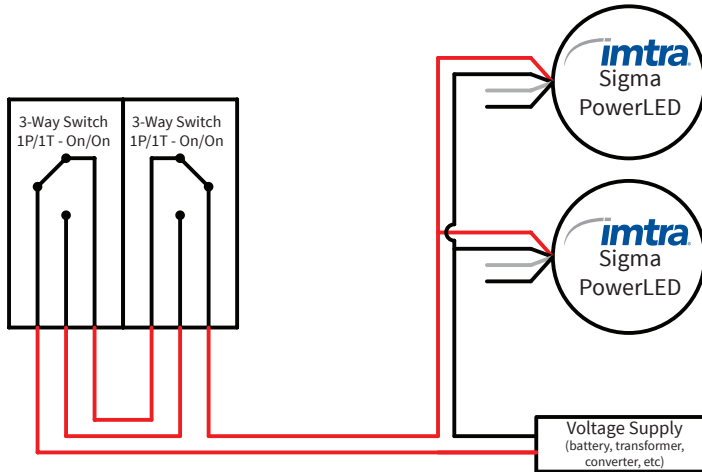 3-Way Switch
1P/1T - On/On
3-Way Switch
1P/1T - On/On
imtra
Sigma
PowerLED
imtra
Sigma
PowerLED
Voltage Supply
(battery, transformer,
converter, etc)